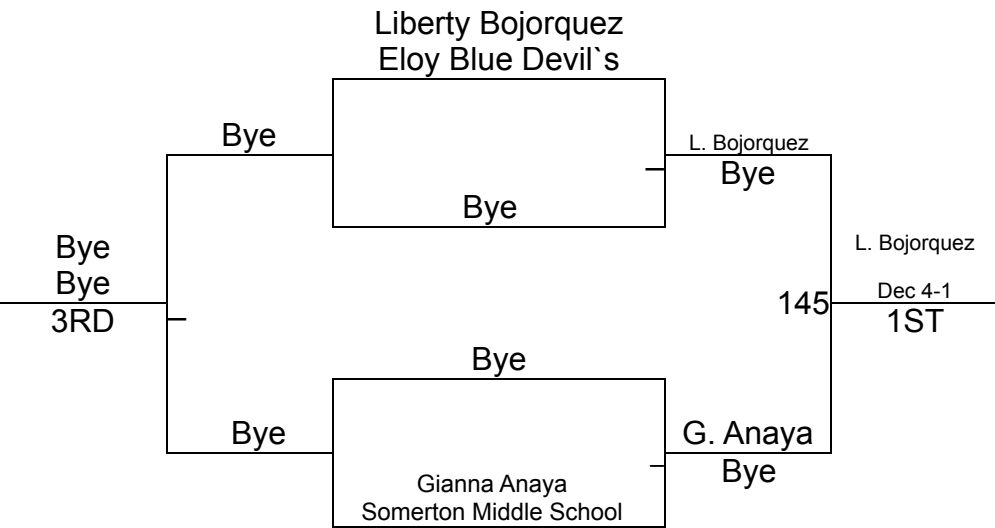 Liberty Bojorquez
Eloy Blue Devil`s
Bye
L. Bojorquez
Bye
Bye
Bye
Bye
3RD
L. Bojorquez
145
Dec 4-1
1ST
Bye
Bye
G. Anaya
Bye
Gianna Anaya
Somerton Middle School